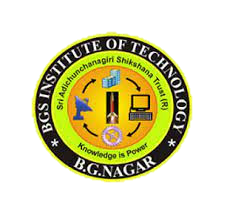 BGS INSTITUTE OF TECHNOLOGY
Sri Adichunchanagiri Shikshana Trust (R)
Knowledge is Power
* B.G.NAGAR *